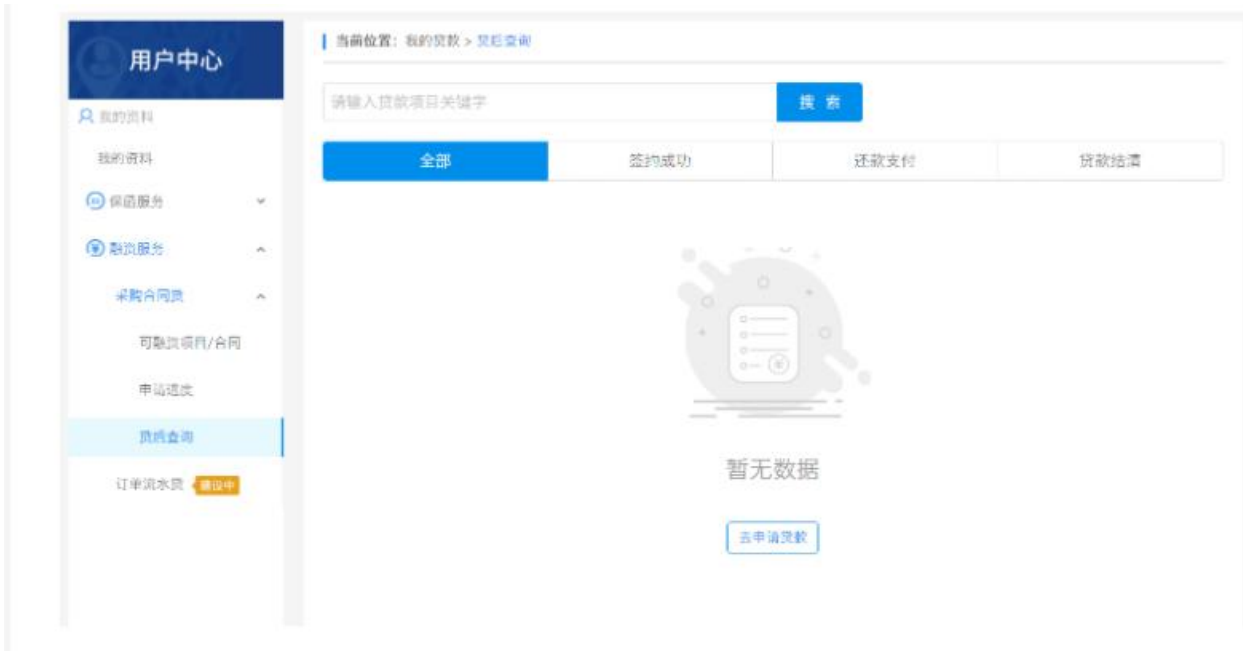 用户中心
我的资料
我的资料
保函服务
融资服务
采购合同贷
可融资项目/合同
申请进度
贷后查询
订单流水贷 建设中
当前位置：我的贷款 > 贷后查询
请输入贷款项目关键字
搜 索
全部 签约成功 还款支付 贷款结清
暂无数据
去申请贷款